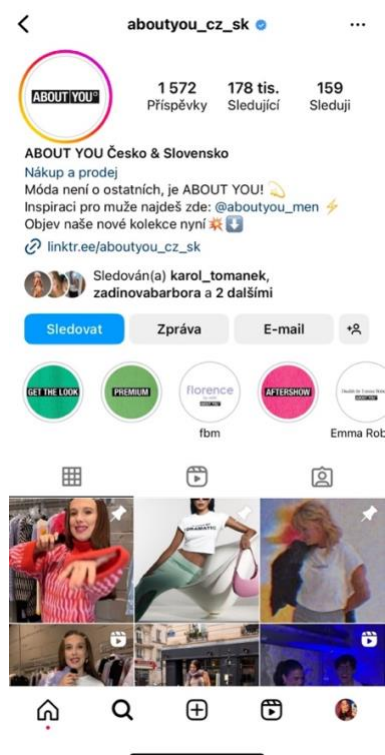 aboutyou_cz_sk
ABOUT YOU°
1 572 178 tis. 159
Příspěvky Sledující Sleduji
ABOUT YOU Česko & Slovensko
Nákup a prodej
Móda není o ostatních, je ABOUT YOU! 💫
Inspiraci pro muže najdeš zde: @aboutyou_men ⚡
Objev naše nové kolekce nyní 💥⬇️
linktr.ee/aboutyou_cz_sk
Sledován(a) karol_tomanek,
zadinovabarbora a 2 dalšími
Sledovat Zpráva E-mail
GET THE LOOK PREMIUM florence AFTERSHOW
fbm Emma Rob